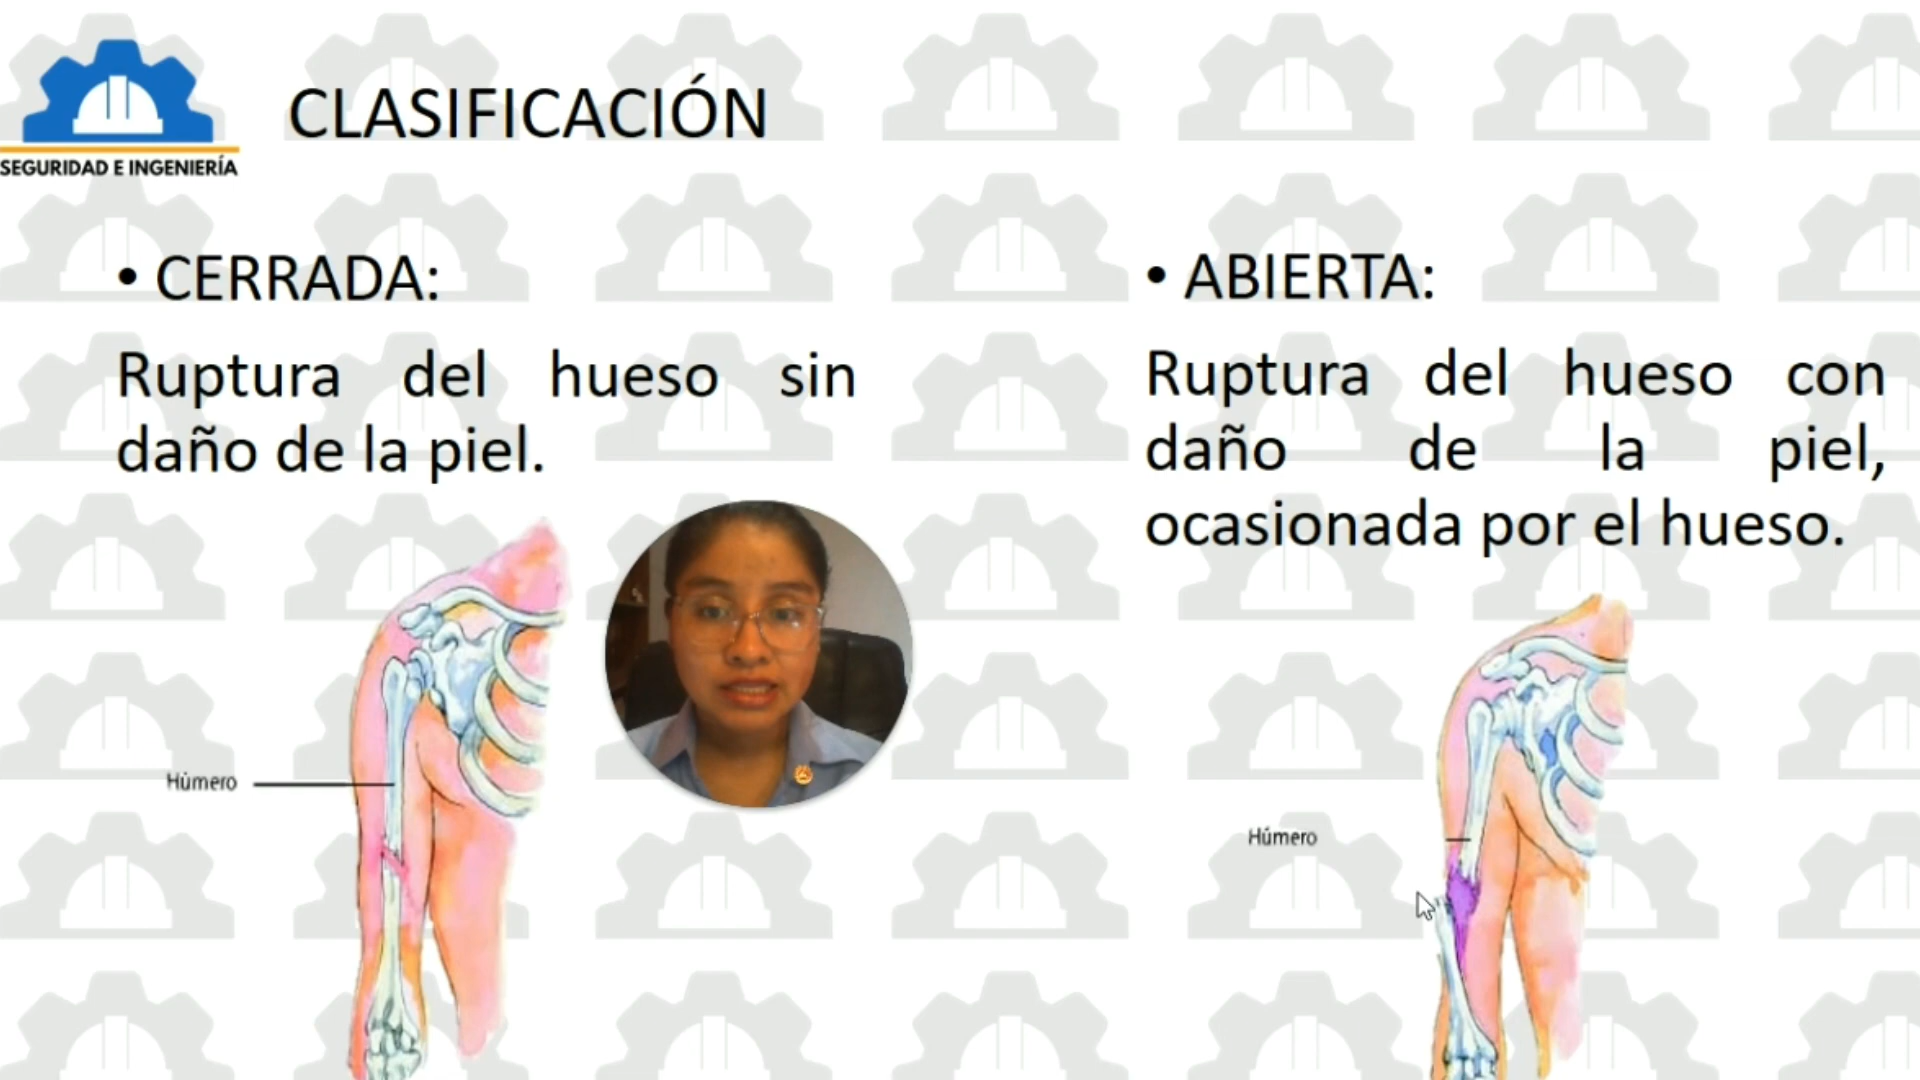 SEGURIDAD E INGENIERÍA
CLASIFICACIÓN
• CERRADA:
Ruptura del hueso sin
daño de la piel.
Húmero
• ABIERTA:
Ruptura del hueso con
daño de la piel,
ocasionada por el hueso.
Húmero